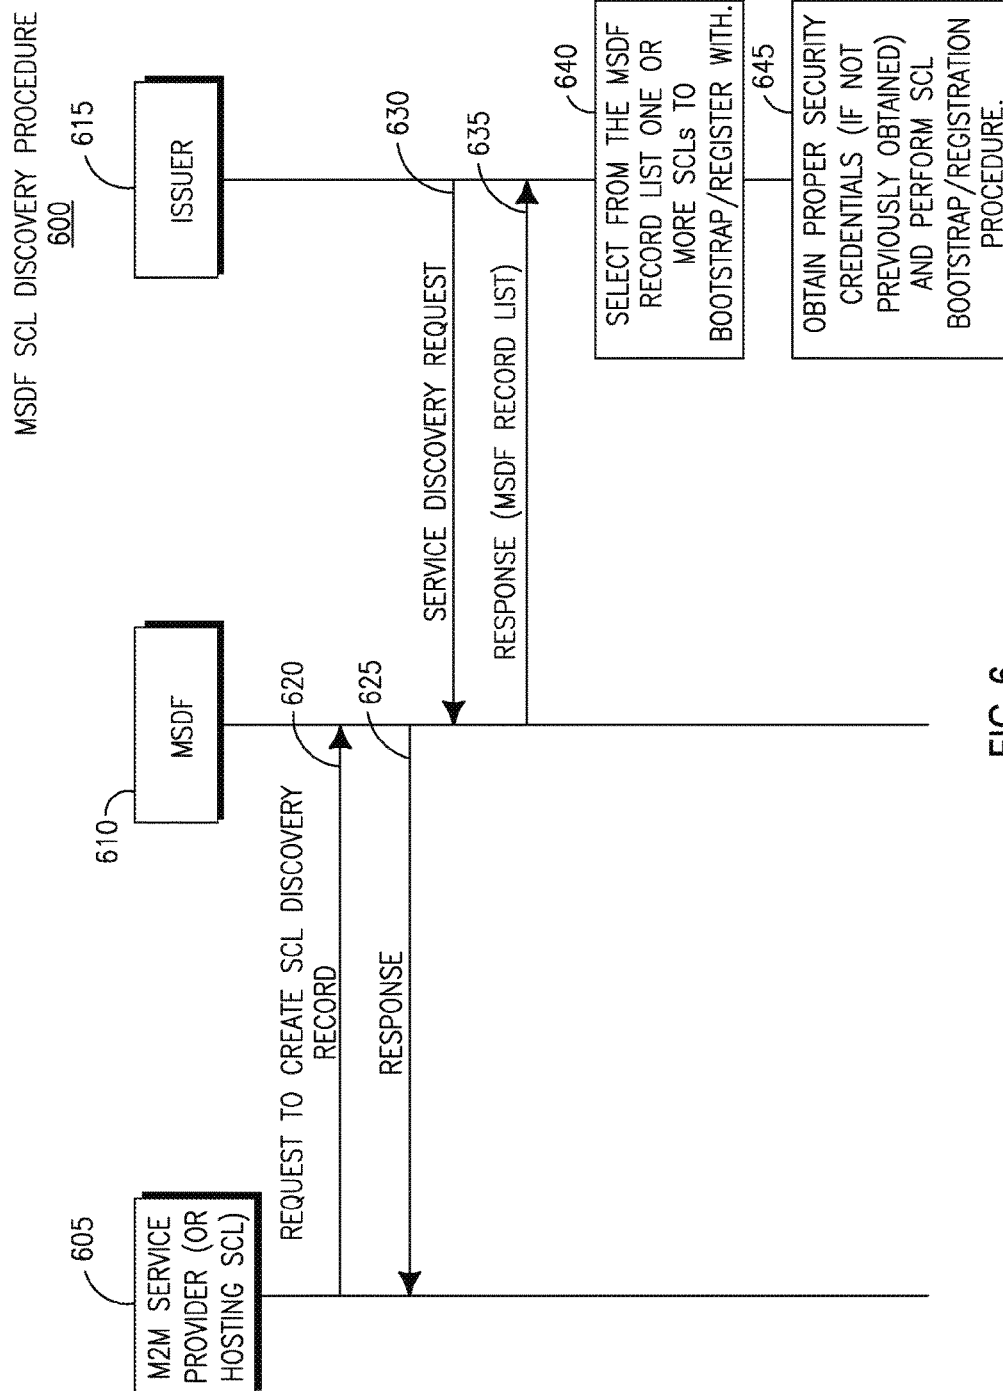 MSDF SCL DISCOVERY PROCEDURE
600
605
M2M SERVICE
PROVIDER (OR
HOSTING SCL)
610
MSDF
615
ISSUER
REQUEST TO CREATE SCL DISCOVERY
RECORD
620
RESPONSE
625
SERVICE DISCOVERY REQUEST
630
RESPONSE (MSDF RECORD LIST)
635
640
SELECT FROM THE MSDF
RECORD LIST ONE OR
MORE SCLs TO
BOOTSTRAP/REGISTER WITH.
645
OBTAIN PROPER SECURITY
CREDENTIALS (IF NOT
PREVIOUSLY OBTAINED)
AND PERFORM SCL
BOOTSTRAP/REGISTRATION
PROCEDURE.
FIG. 6